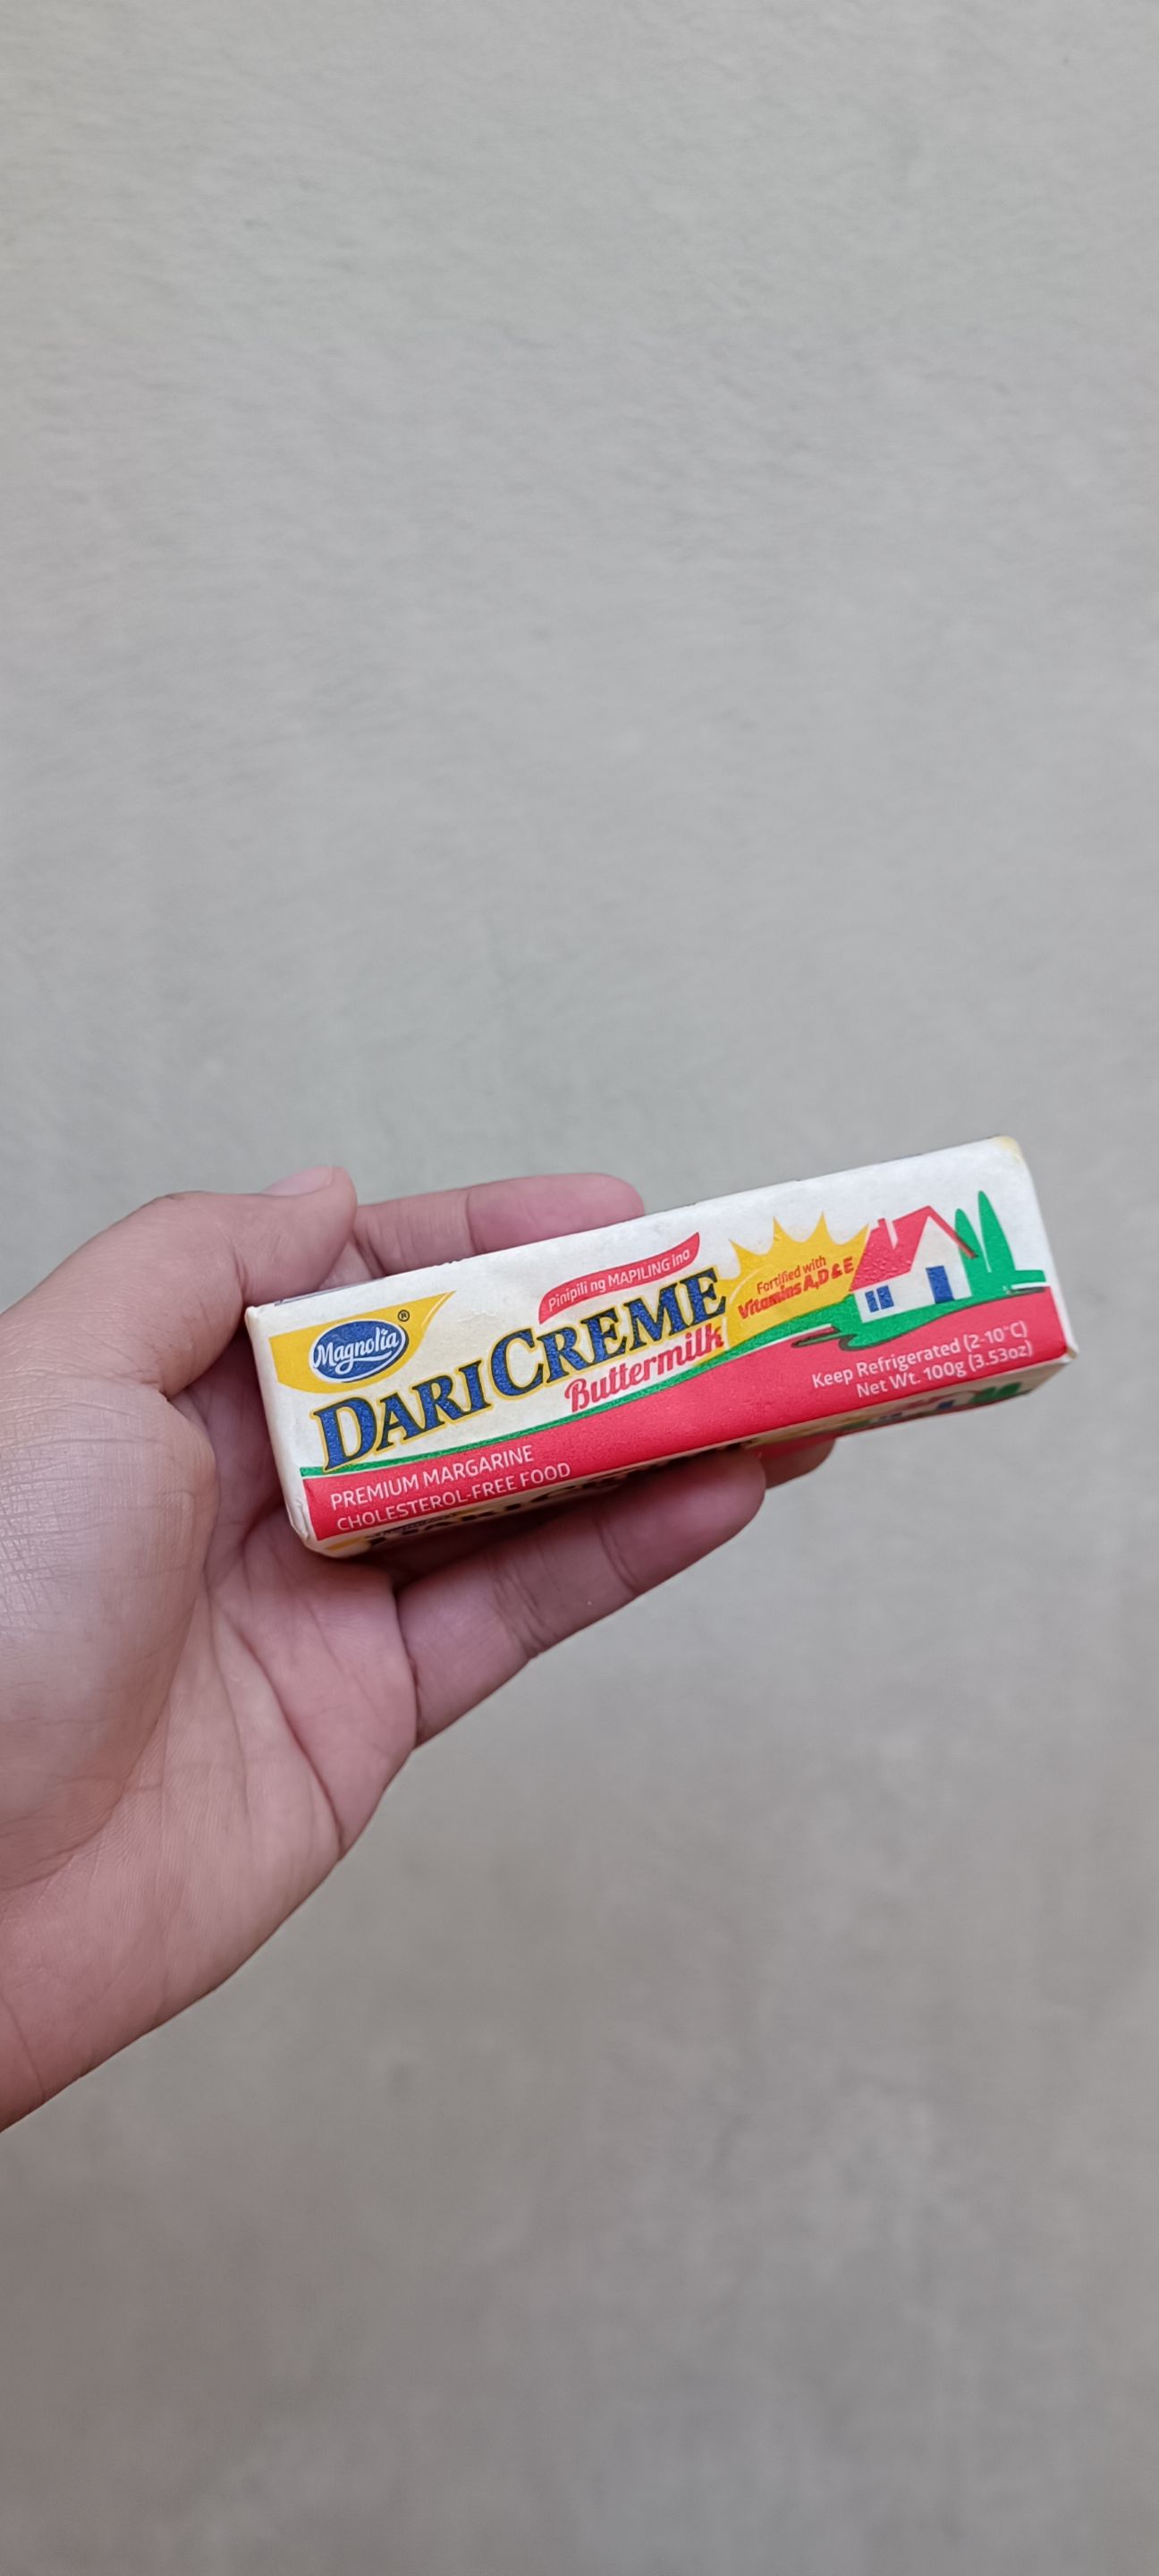 Magnolia®
Pinipili ng MAPILING ina
DARI CREME
Buttermilk
Fortified with
Vitamins A,D & E
PREMIUM MARGARINE
CHOLESTEROL-FREE FOOD
Keep Refrigerated (2-10°C)
Net Wt. 100g (3.53oz)